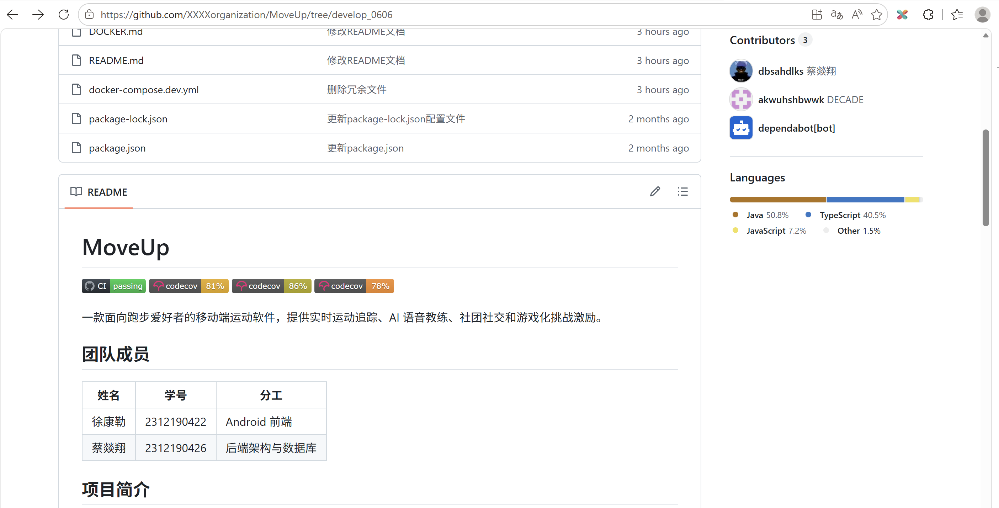 https://github.com/XXXXorganization/MoveUp/tree/develop_0606
DOCKER.md 修改README文档 3 hours ago
README.md 修改README文档 3 hours ago
docker-compose.dev.yml 删除冗余文件 3 hours ago
package-lock.json 更新package-lock.json配置文件 2 months ago
package.json 更新package.json 2 months ago
README
MoveUp
CI passing codecov 81% codecov 86% codecov 78%
一款面向跑步爱好者的移动端运动软件，提供实时运动追踪、AI 语音教练、社团社交和游戏化挑战激励。
团队成员
姓名 学号 分工
徐康勒 2312190422 Android 前端
蔡燚翔 2312190426 后端架构与数据库
项目简介
Contributors 3
dbsahdlks 蔡燚翔
akwuhshbwwk DECADE
dependabot[bot]
Languages
Java 50.8% TypeScript 40.5%
JavaScript 7.2% Other 1.5%